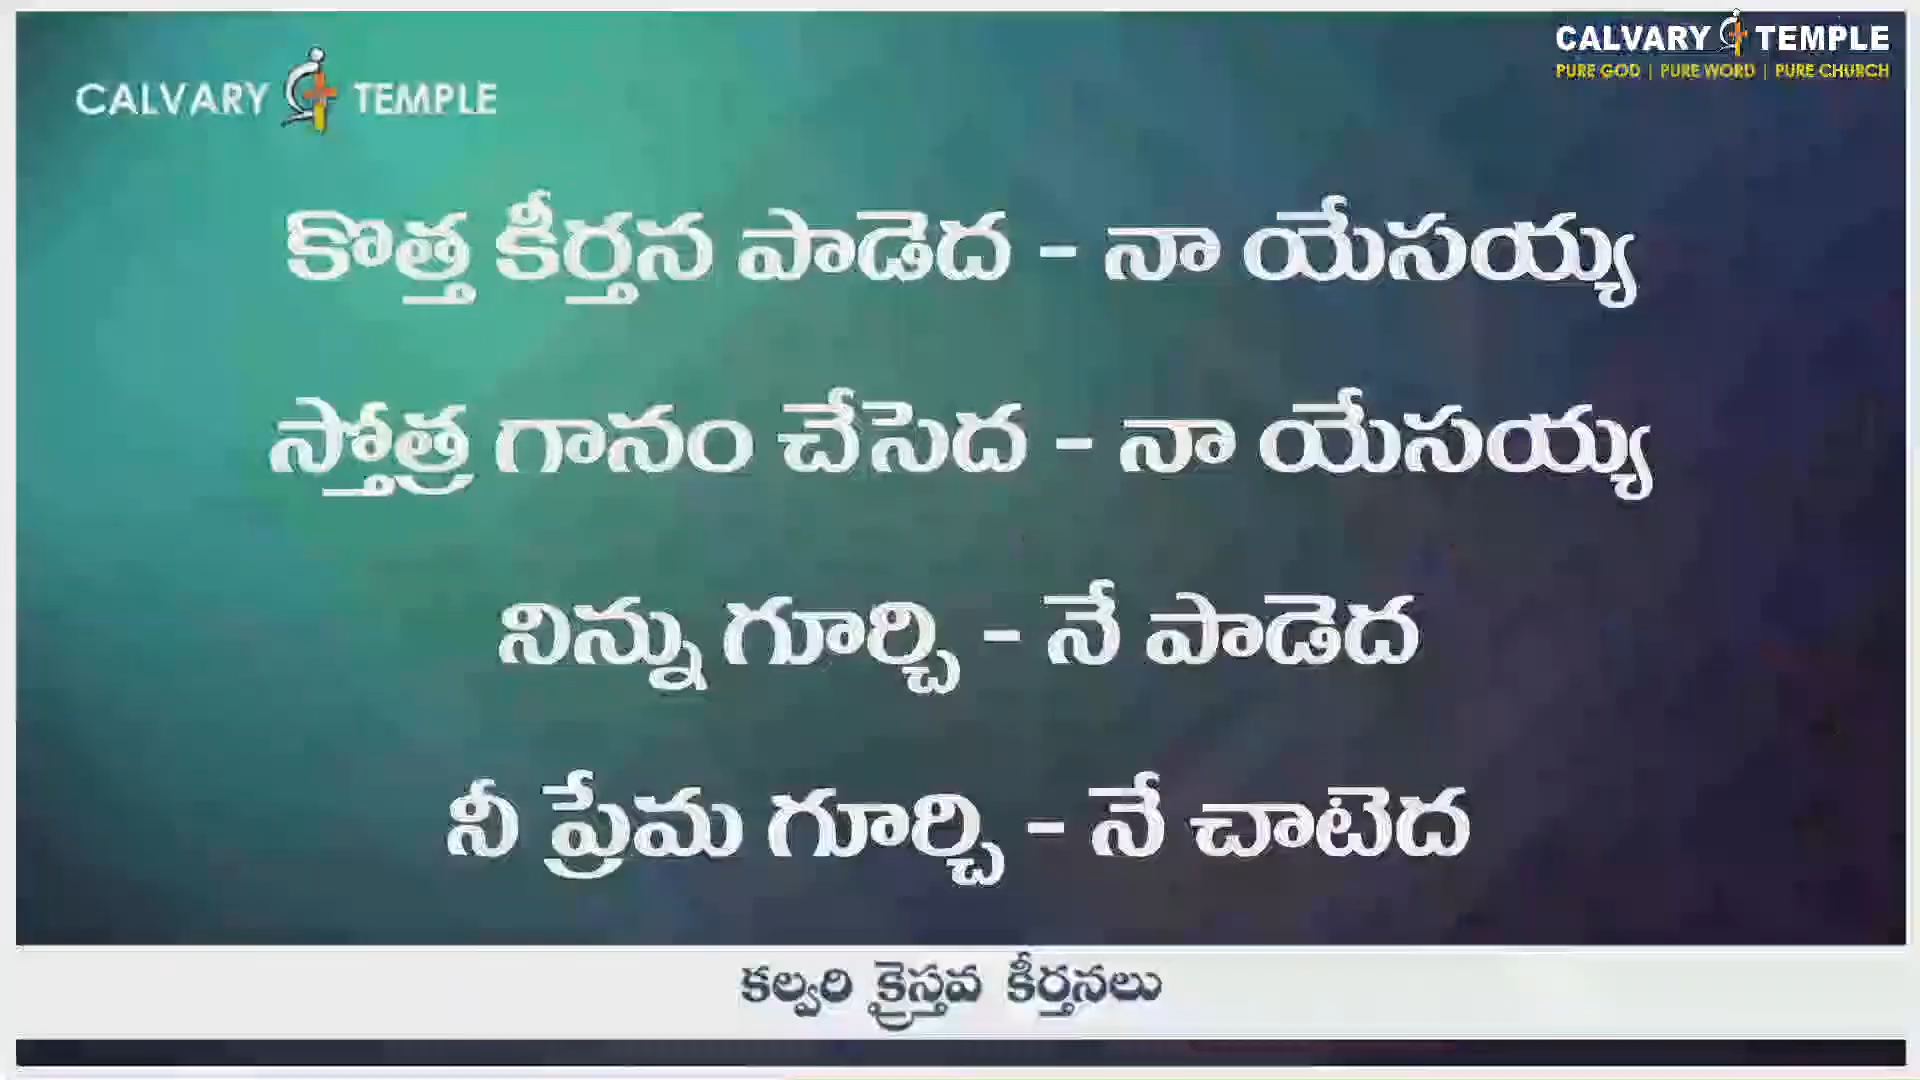 CALVARY TEMPLE
PURE GOD | PURE WORD | PURE CHURCH
CALVARY TEMPLE
కొత్త కీర్తన పాడెద - నా యేసయ్య
స్తోత్ర గానం చేసెద - నా యేసయ్య
నిన్ను గూర్చి - నే పాడెద
నీ ప్రేమ గూర్చి - నే చాటెద
కల్వరి క్రైస్తవ కీర్తనలు